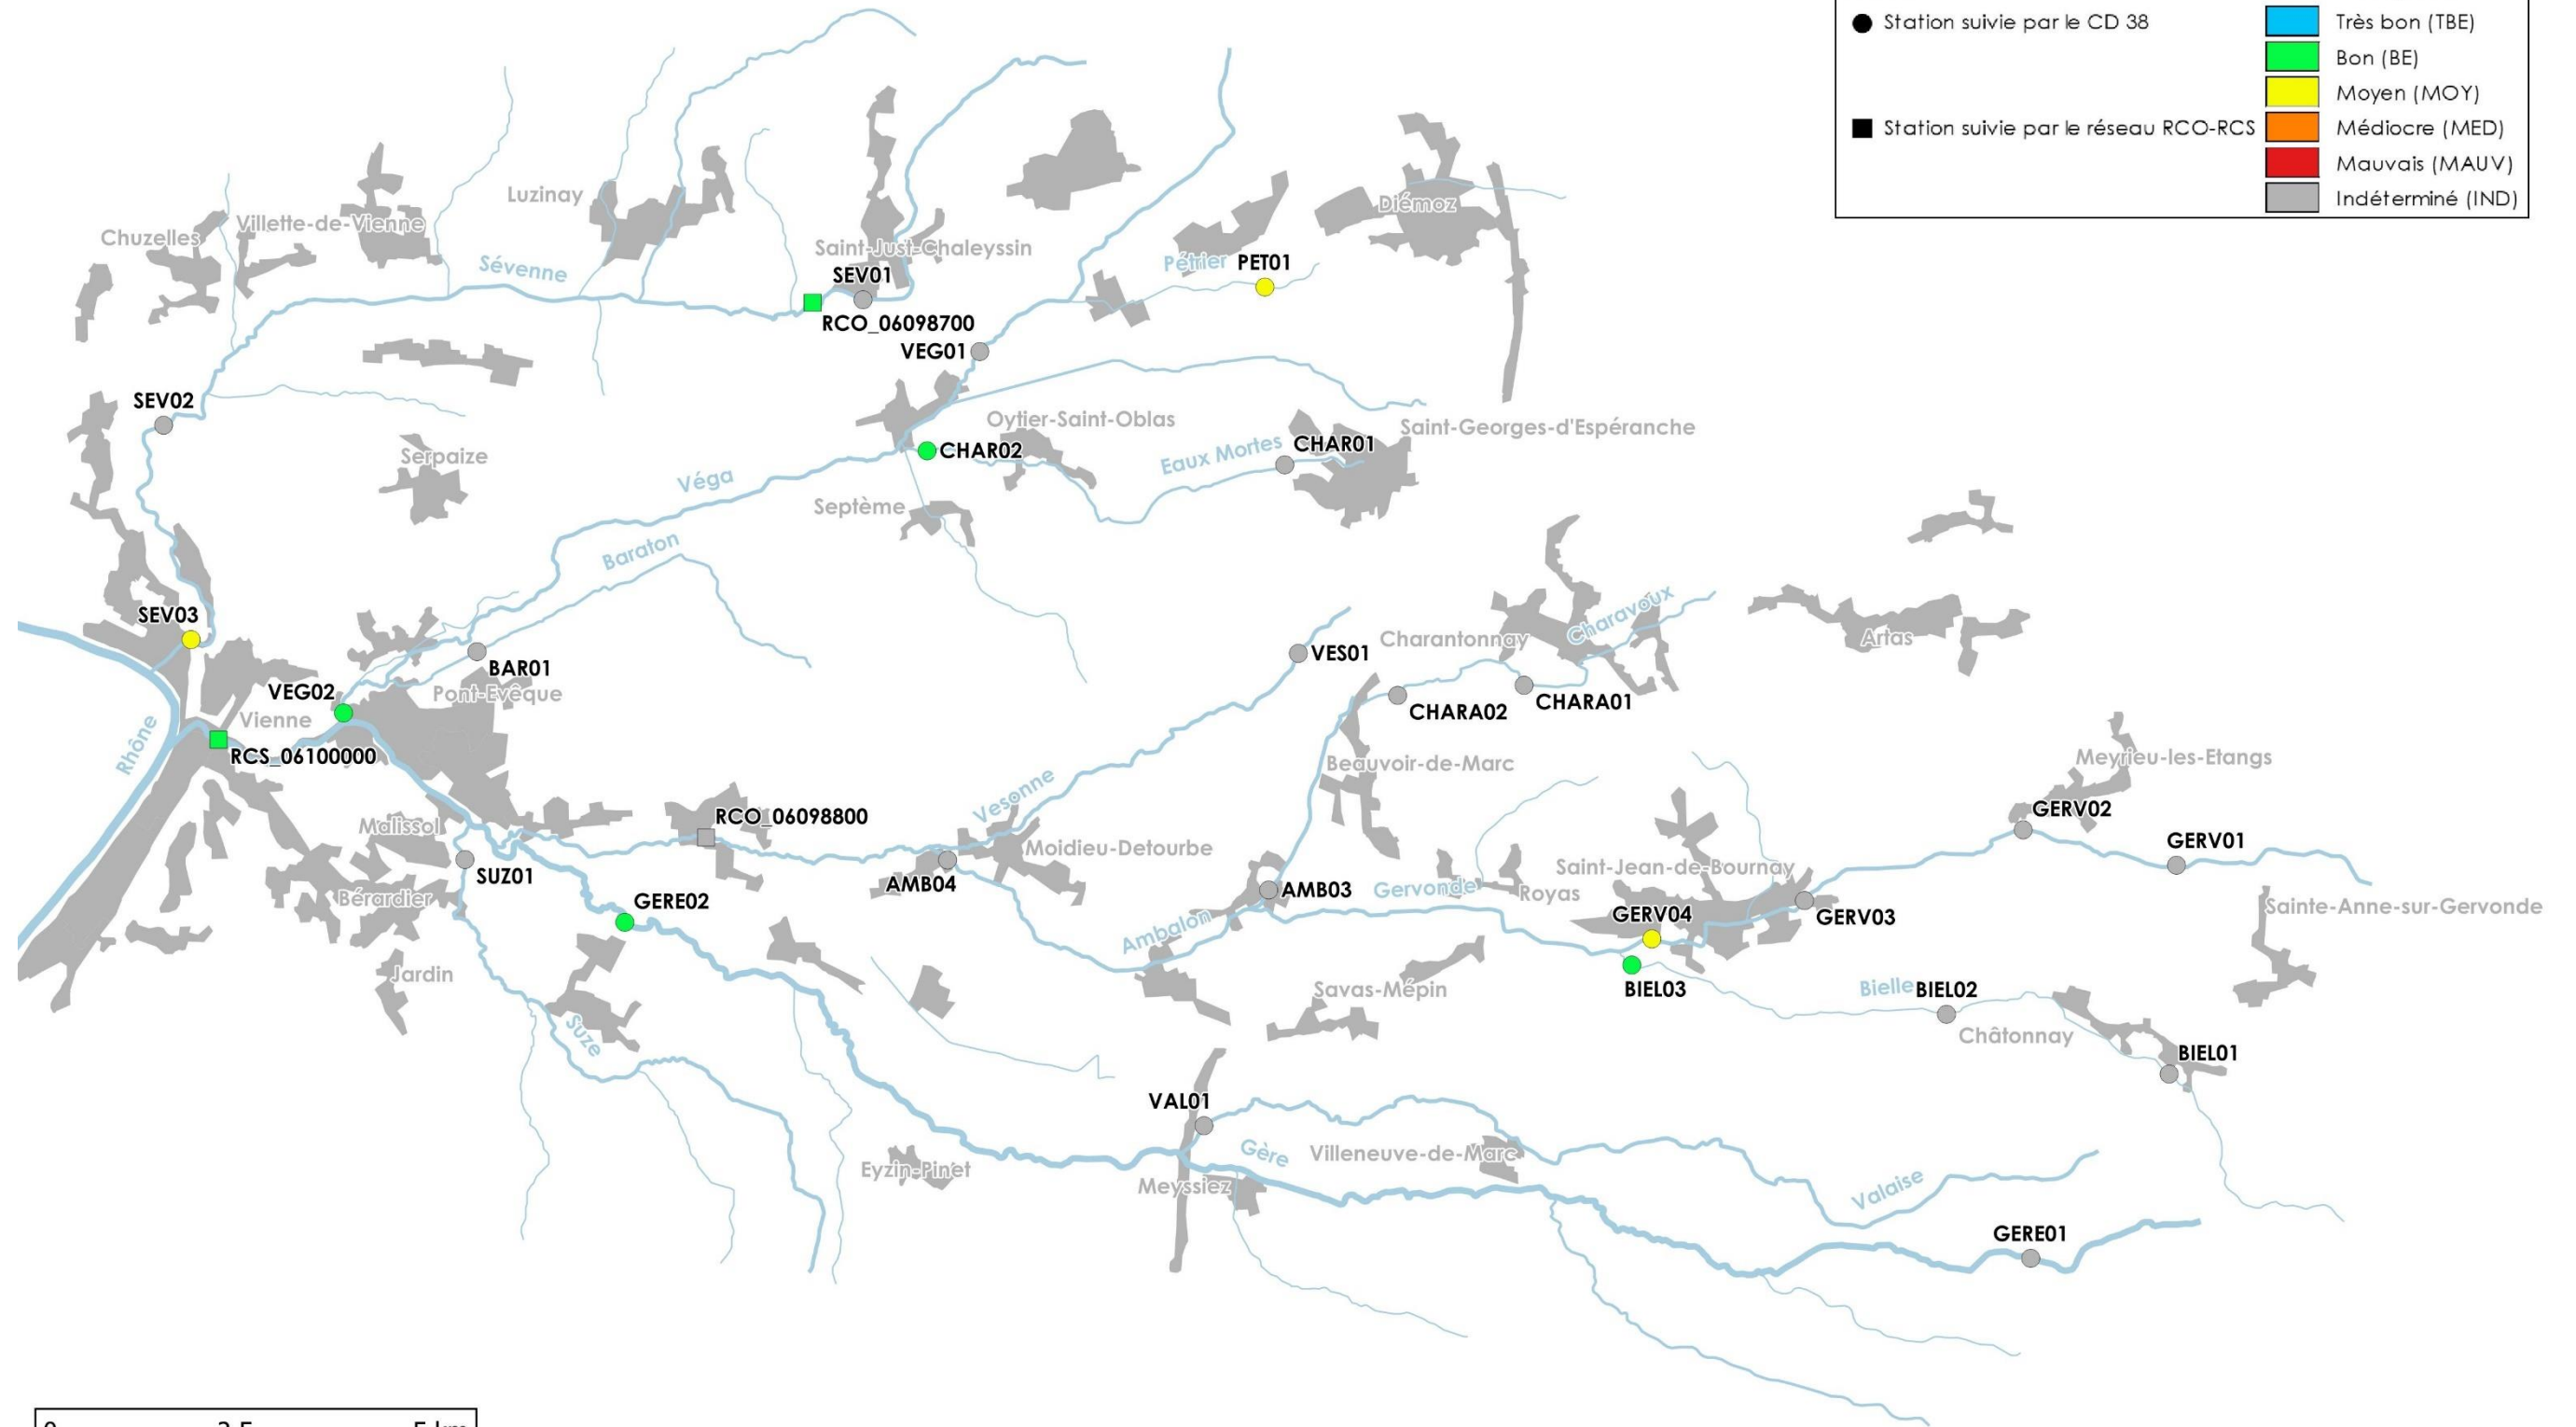 Station suivie par le CD 38
Très bon (TBE)
Bon (BE)
Moyen (MOY)
Station suivie par le réseau RCO-RCS
Médiocre (MED)
Mauvais (MAUV)
Indéterminé (IND)
Luzinay
Diémoz
Villette-de-Vienne
Chuzelles
Saint-Just-Chaleyssin
Sévenne
SEV01
Pétrier
PET01
RCO_06098700
VEG01
SEV02
Oytier-Saint-Oblas
Saint-Georges-d'Espéranche
CHAR02
Eaux Mortes
CHAR01
Serpaize
Véga
Septème
Baraton
Charavoux
SEV03
Charantonnay
Artas
BAR01
VES01
VEG02
Pont-Evêque
CHARA01
CHARA02
Vienne
Rhône
RCS_06100000
Beauvoir-de-Marc
Meyrieu-les-Etangs
Vesonne
GERV02
RCO_06098800
Malissol
Moidieu-Detourbe
GERV01
SUZ01
AMB04
AMB03
Gervonde
Royas
Saint-Jean-de-Bournay
Bérardier
GERE02
GERV04
GERV03
Sainte-Anne-sur-Gervonde
Ambalon
Jardin
Savas-Mépin
BIEL03
Bielle
BIEL02
Suze
Châtonnay
BIEL01
VAL01
Gère
Villeneuve-de-Marc
Eyzin-Pinet
Meyssiez
Valaise
GERE01
0 2,5 5 km